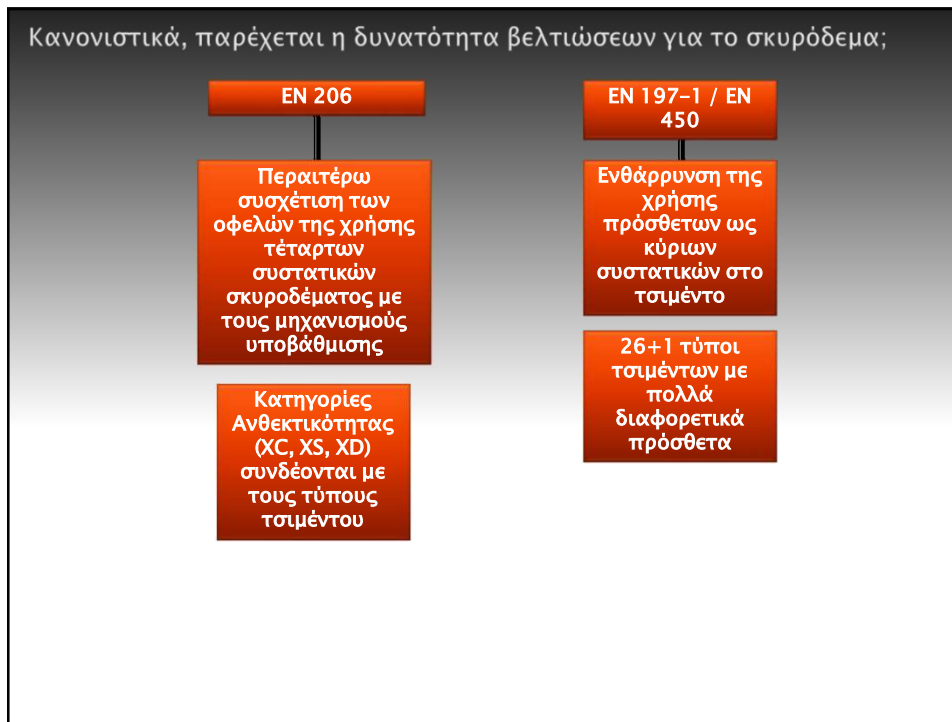 Κανονιστικά, παρέχεται η δυνατότητα βελτιώσεων για το σκυρόδεμα;
EN 206
Περαιτέρω
συσχέτιση των
οφελών της χρήσης
τέταρτων
συστατικών
σκυροδέματος με
τους μηχανισμούς
υποβάθμισης
Κατηγορίες
Ανθεκτικότητας
(XC, XS, XD)
συνδέονται με
τους τύπους
τσιμέντου
EN 197-1 / EN
450
Ενθάρρυνση της
χρήσης
πρόσθετων ως
κύριων
συστατικών στο
τσιμέντο
26+1 τύποι
τσιμέντων με
πολλά
διαφορετικά
πρόσθετα